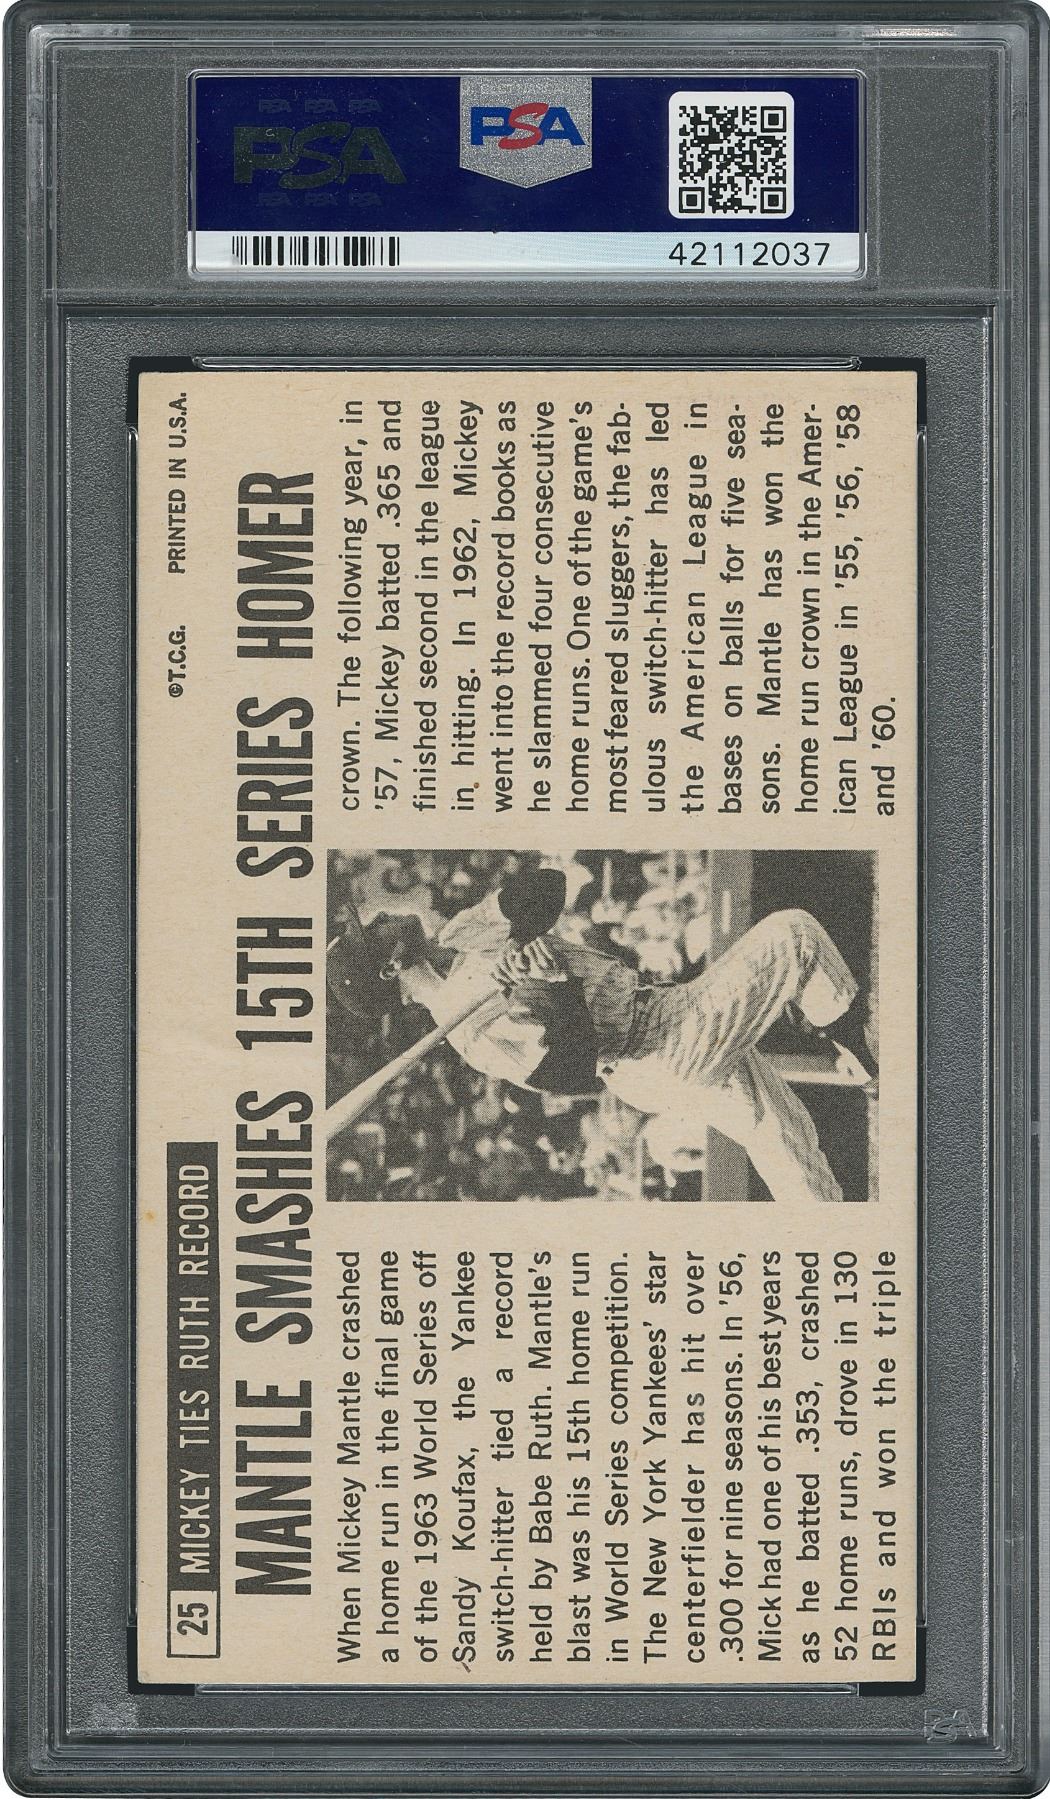 PSA PSA PSA
PSA
PSA PSA PSA
PSA
42112037
25 MICKEY TIES RUTH RECORD
©T.C.G. PRINTED IN U.S.A.
MANTLE SMASHES 15TH SERIES HOMER
When Mickey Mantle crashed
a home run in the final game
of the 1963 World Series off
Sandy Koufax, the Yankee
switch-hitter tied a record
held by Babe Ruth. Mantle's
blast was his 15th home run
in World Series competition.
The New York Yankees' star
centerfielder has hit over
.300 for nine seasons. In '56,
Mick had one of his best years
as he batted .353, crashed
52 home runs, drove in 130
RBIs and won the triple
crown. The following year, in
'57, Mickey batted .365 and
finished second in the league
in hitting. In 1962, Mickey
went into the record books as
he slammed four consecutive
home runs. One of the game's
most feared sluggers, the fab-
ulous switch-hitter has led
the American League in
bases on balls for five sea-
sons. Mantle has won the
home run crown in the Amer-
ican League in '55, '56, '58
and '60.
PSA